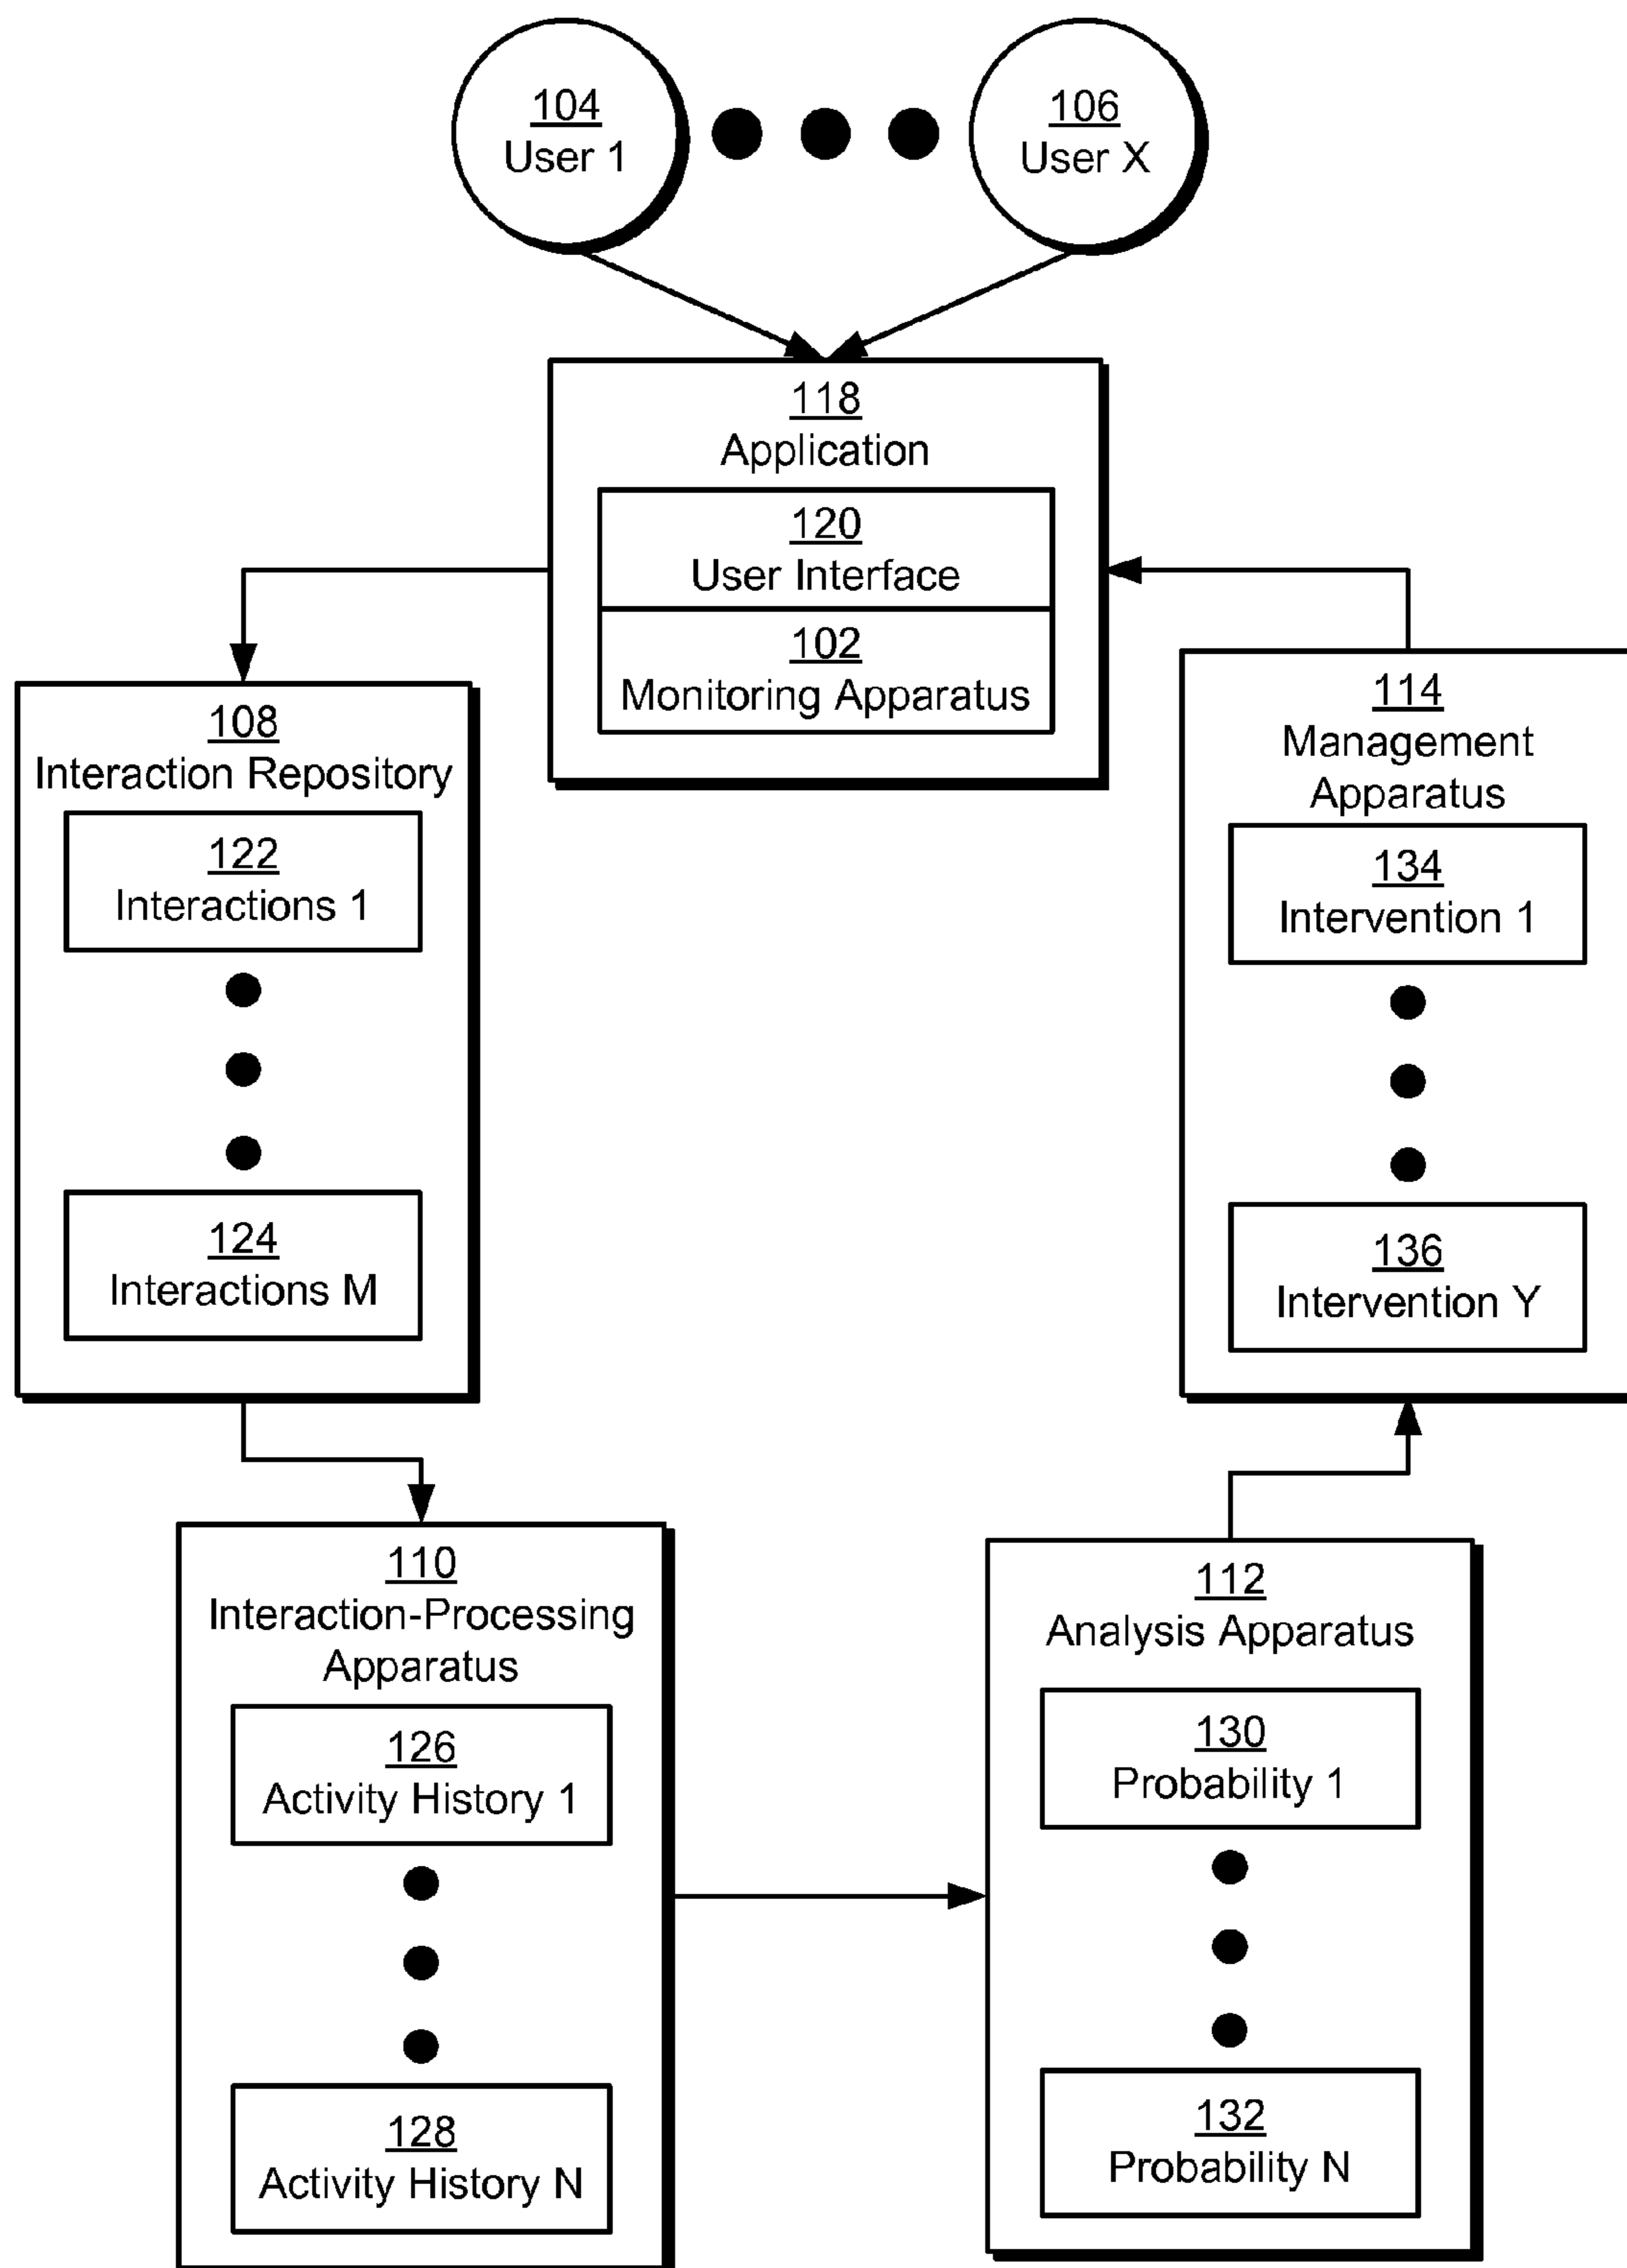 104
User 1
106
User X
118
Application
120
User Interface
102
Monitoring Apparatus
108
Interaction Repository
122
Interactions 1
124
Interactions M
114
Management
Apparatus
134
Intervention 1
136
Intervention Y
110
Interaction-Processing
Apparatus
126
Activity History 1
128
Activity History N
112
Analysis Apparatus
130
Probability 1
132
Probability N